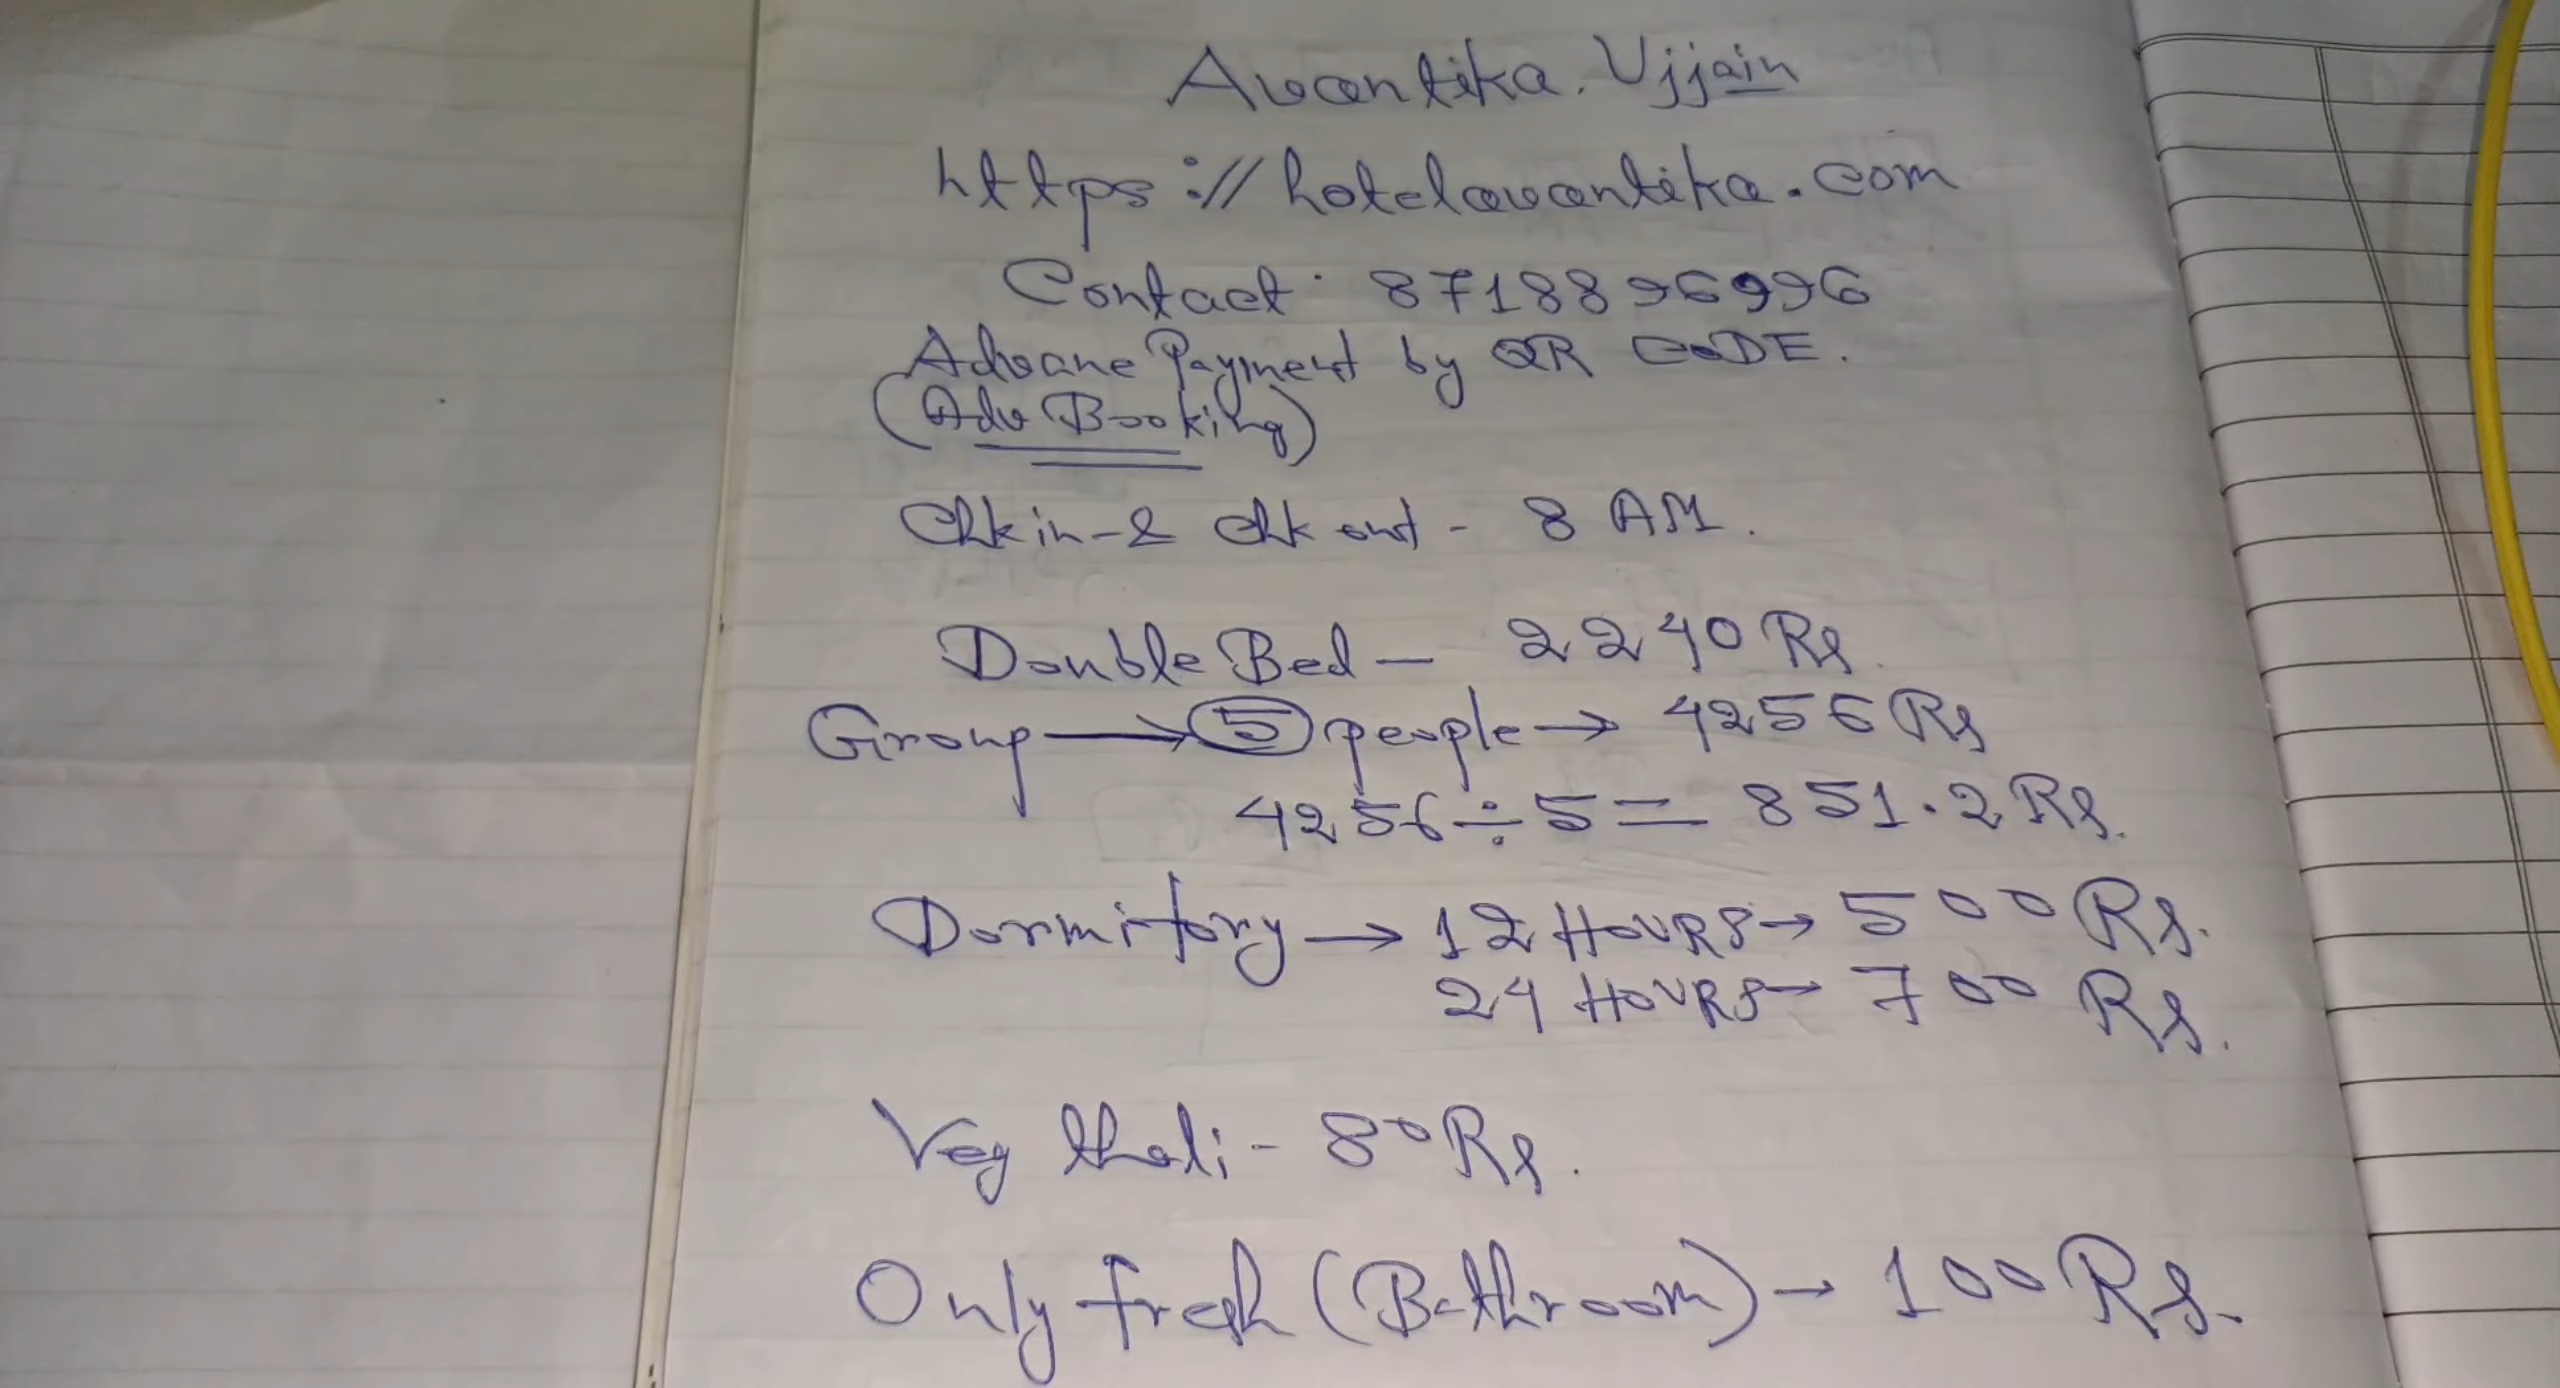 Avantika. Ujjain
https://hotelavantika.com
Contact · 8718896996
Advane Payment by QR CODE.
(Adv Booking)
Chkin-& chk out - 8 AM.
Double Bed - 2240 Rs.
Group → 5 people → 4256 Rs
4256 ÷ 5 = 851.2 Rs.
Dormitory → 12 HOURS → 500 Rs.
24 HOURS → 700 Rs.
Veg thali - 80 Rs.
Only fresh (Bathroom) → 100 Rs.